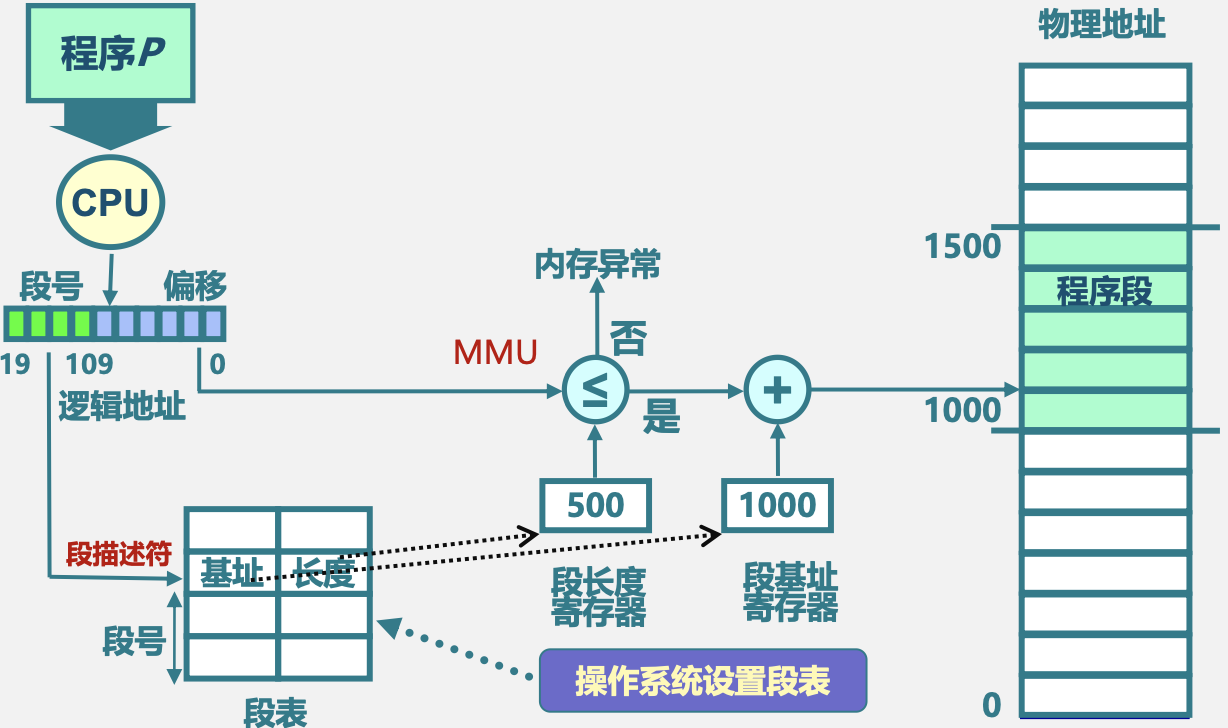 程序P
CPU
段号
偏移
19
109
0
逻辑地址
MMU
内存异常
否
≤
是
+
500
1000
段长度
寄存器
段基址
寄存器
段描述符
基址
长度
段号
段表
操作系统设置段表
物理地址
1500
程序段
1000
0